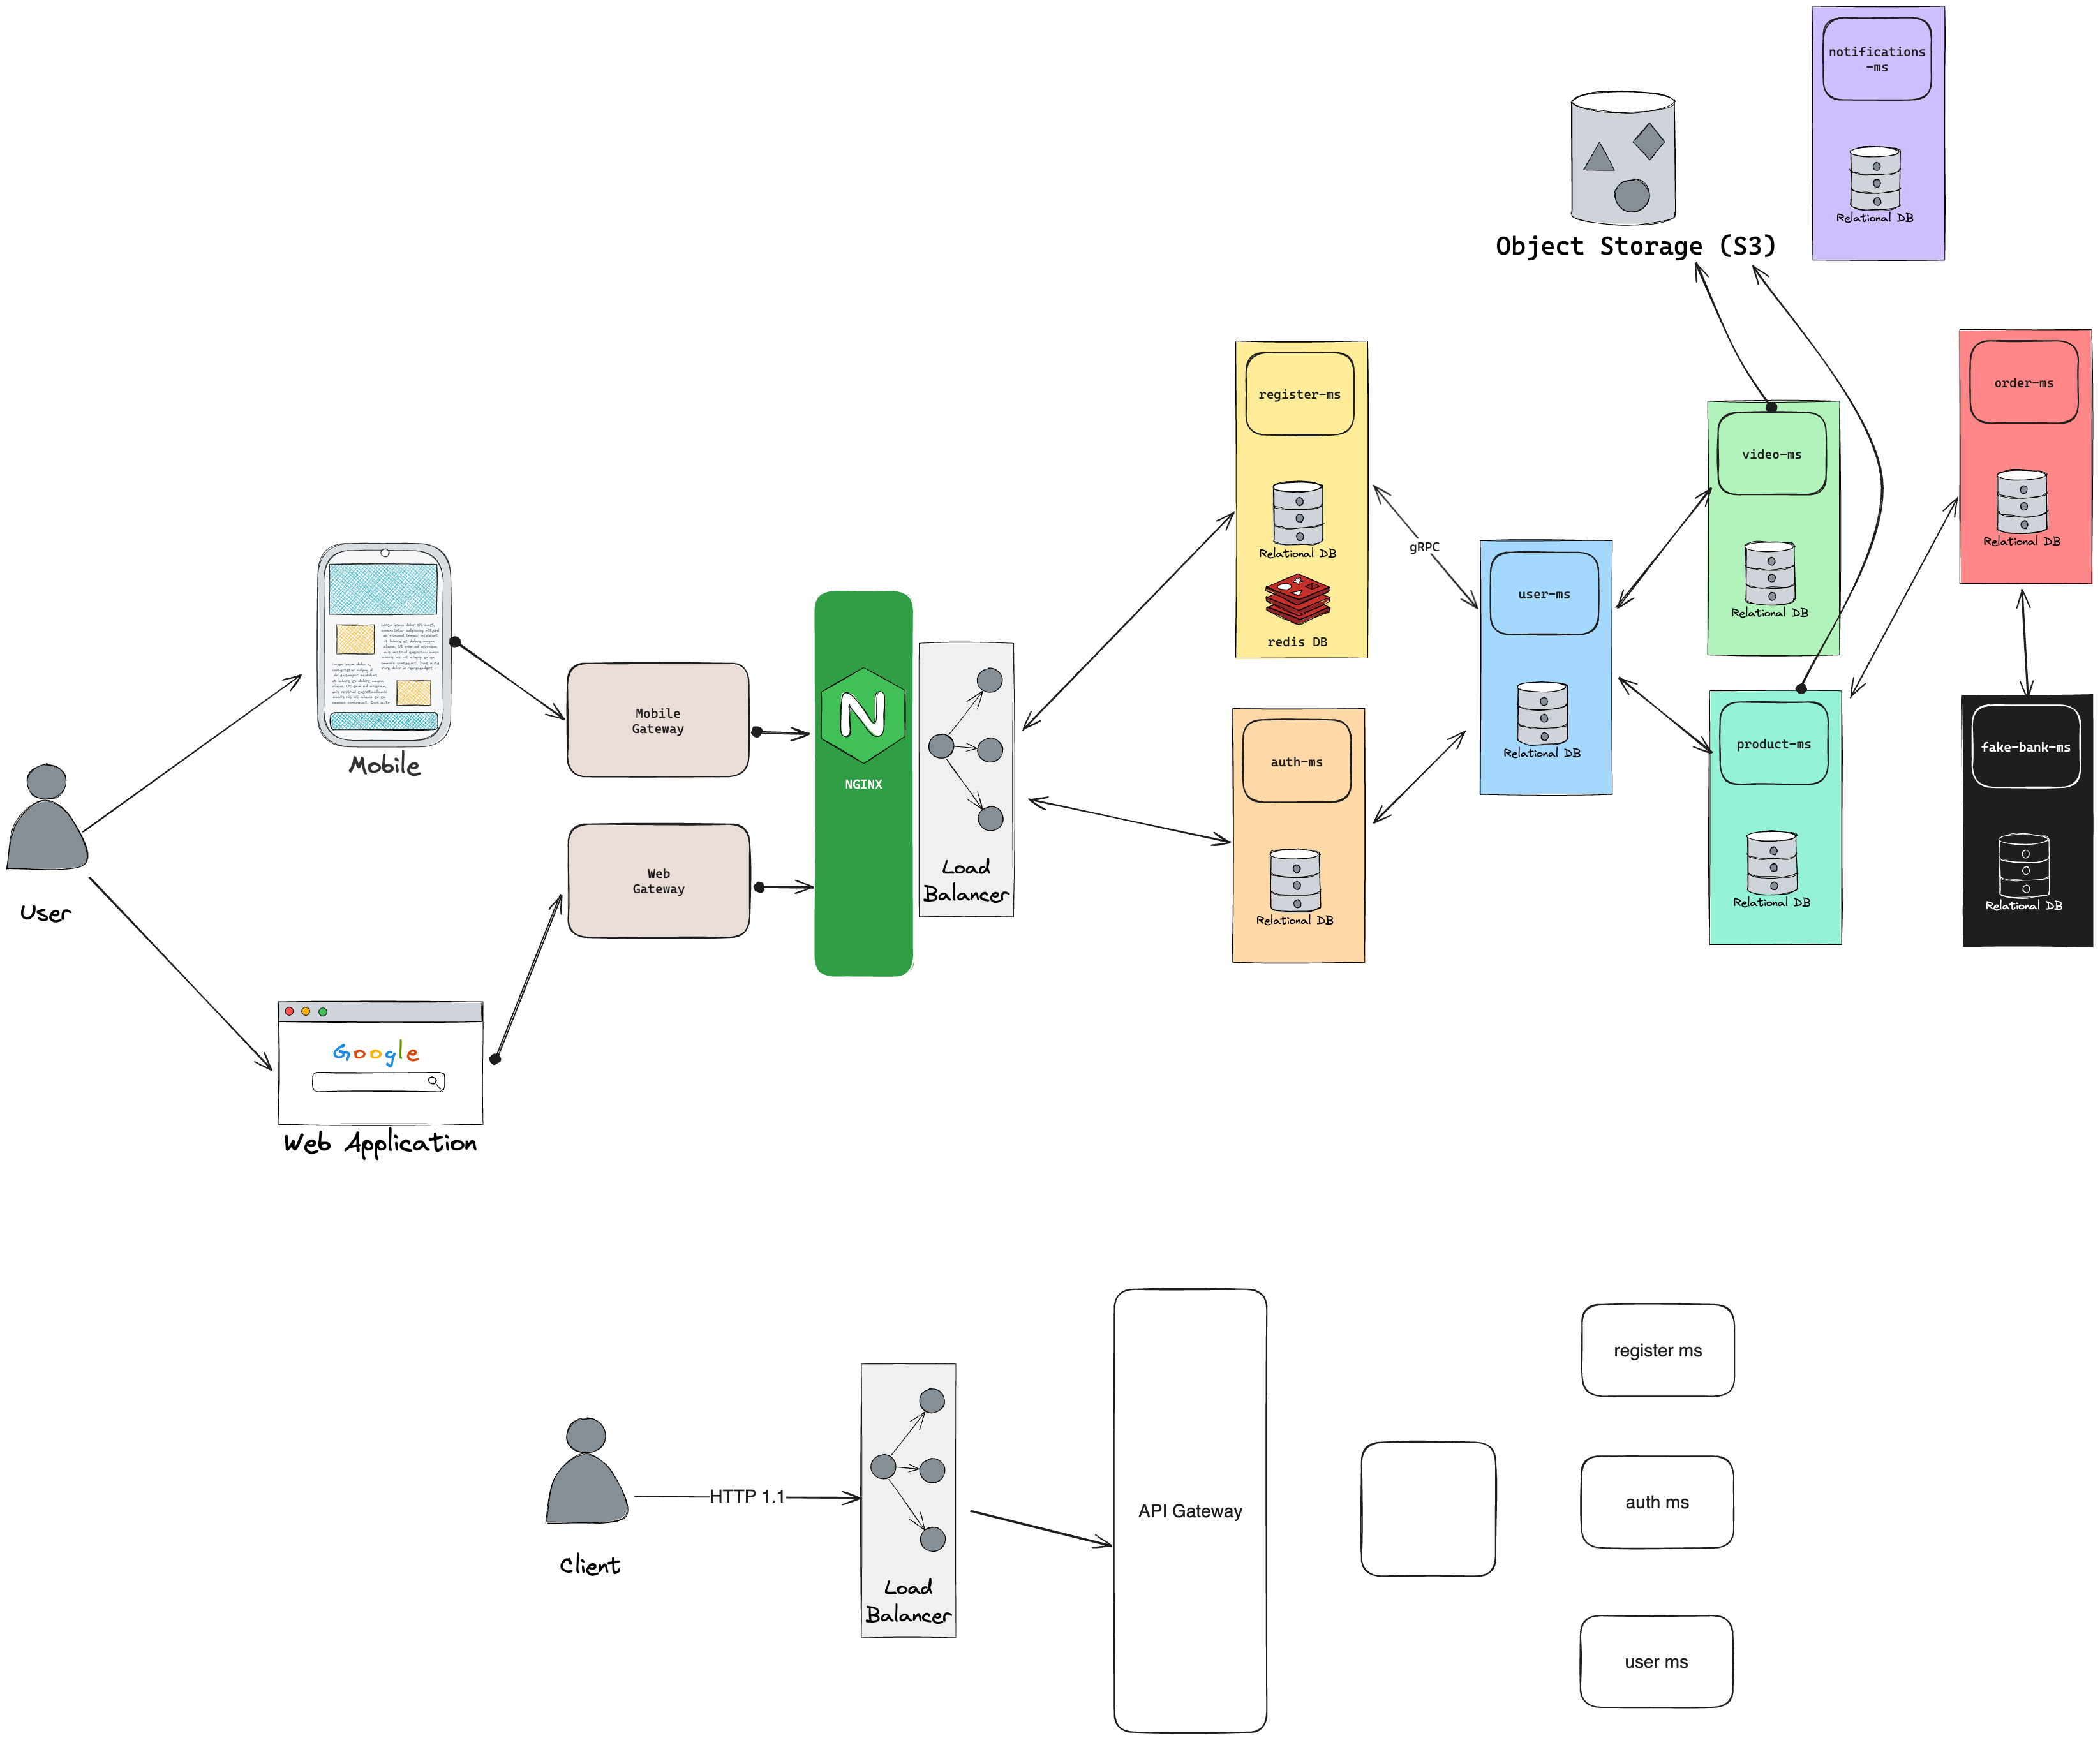 notifications
-ms
Relational DB
Object Storage (S3)
register-ms
Relational DB
redis DB
gRPC
order-ms
Relational DB
video-ms
Relational DB
user-ms
Relational DB
Mobile
Mobile
Gateway
NGINX
Load
Balancer
auth-ms
Relational DB
product-ms
Relational DB
fake-bank-ms
Relational DB
User
Web
Gateway
Google
Web Application
Client
HTTP 1.1
Load
Balancer
API Gateway
register ms
auth ms
user ms